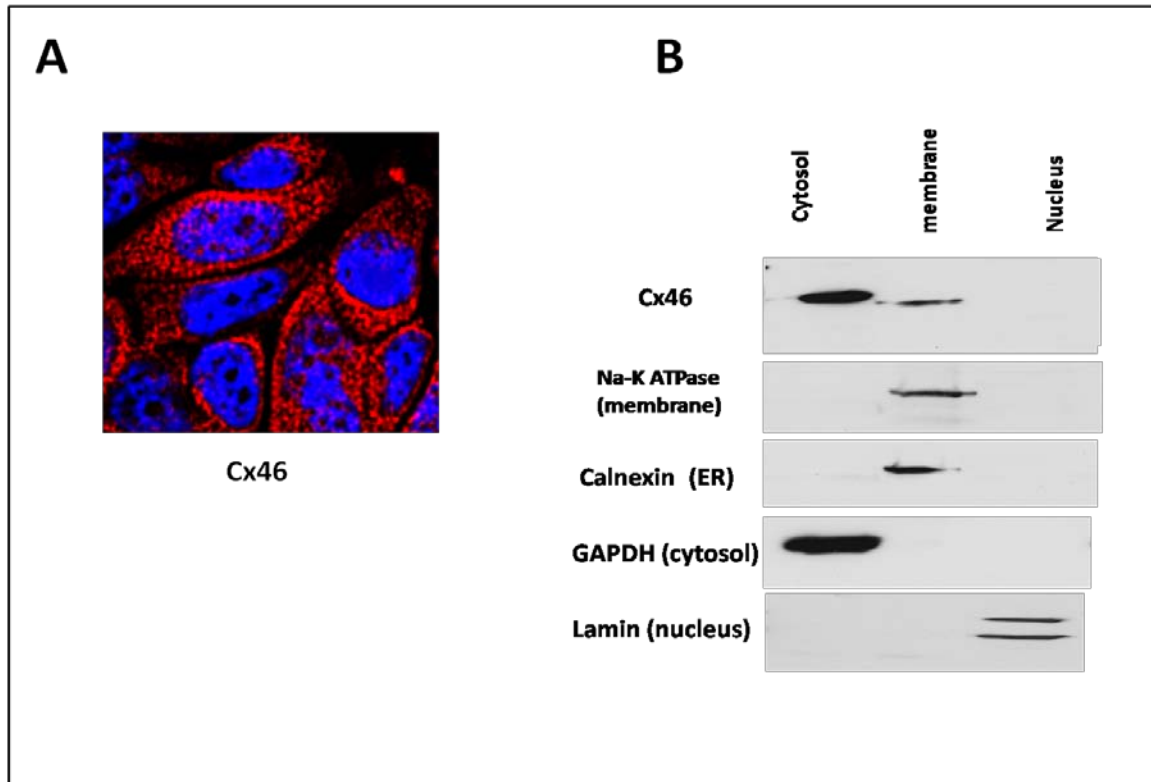 A
B
Cytosol
membrane
Nucleus
Cx46
Cx46
Na-K ATPase
(membrane)
Calnexin (ER)
GAPDH (cytosol)
Lamin (nucleus)